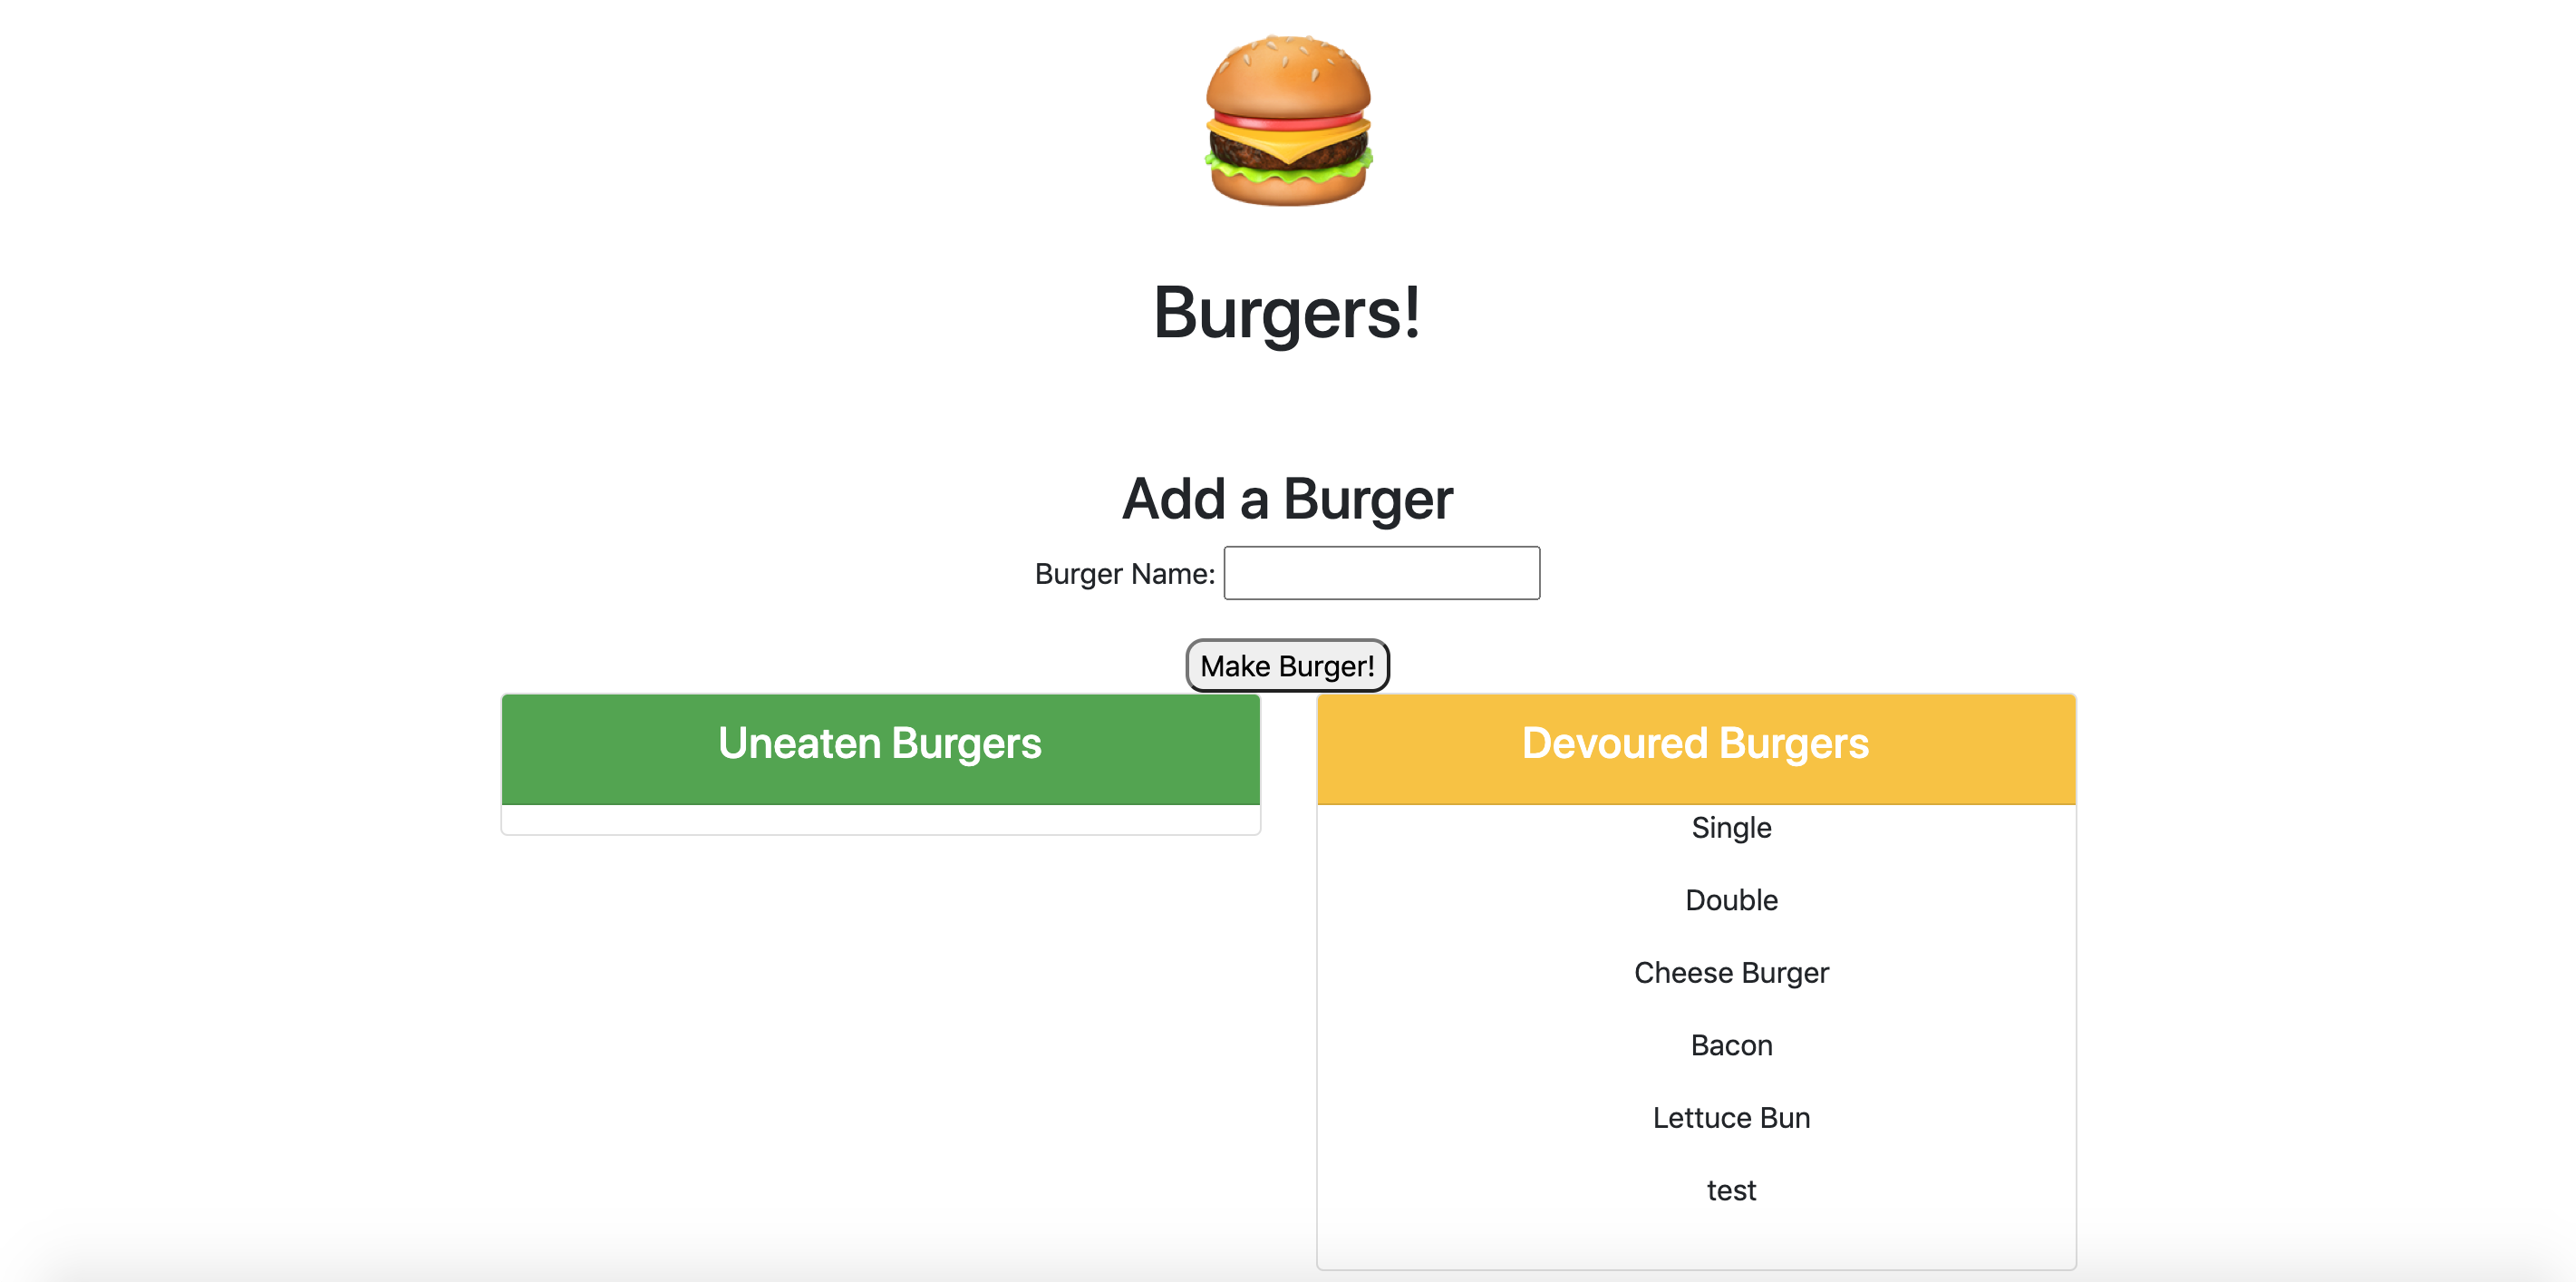 Burgers!
Add a Burger
Burger Name:
Make Burger!
Uneaten Burgers
Devoured Burgers
Single
Double
Cheese Burger
Bacon
Lettuce Bun
test